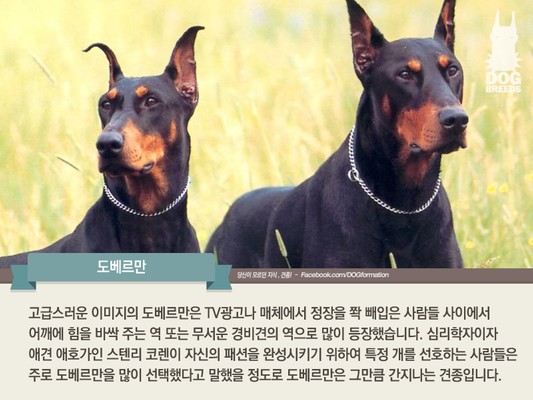 DOG
BREEDS
도베르만
당신이 모르던 지식, 견종! - Facebook.com/DOGformation
고급스러운 이미지의 도베르만은 TV광고나 매체에서 정장을 쫙 빼입은 사람들 사이에서
어깨에 힘을 바싹 주는 역 또는 무서운 경비견의 역으로 많이 등장했습니다. 심리학자이자
애견 애호가인 스텐리 코렌이 자신의 패션을 완성시키기 위하여 특정 개를 선호하는 사람들은
주로 도베르만을 많이 선택했다고 말했을 정도로 도베르만은 그만큼 간지나는 견종입니다.